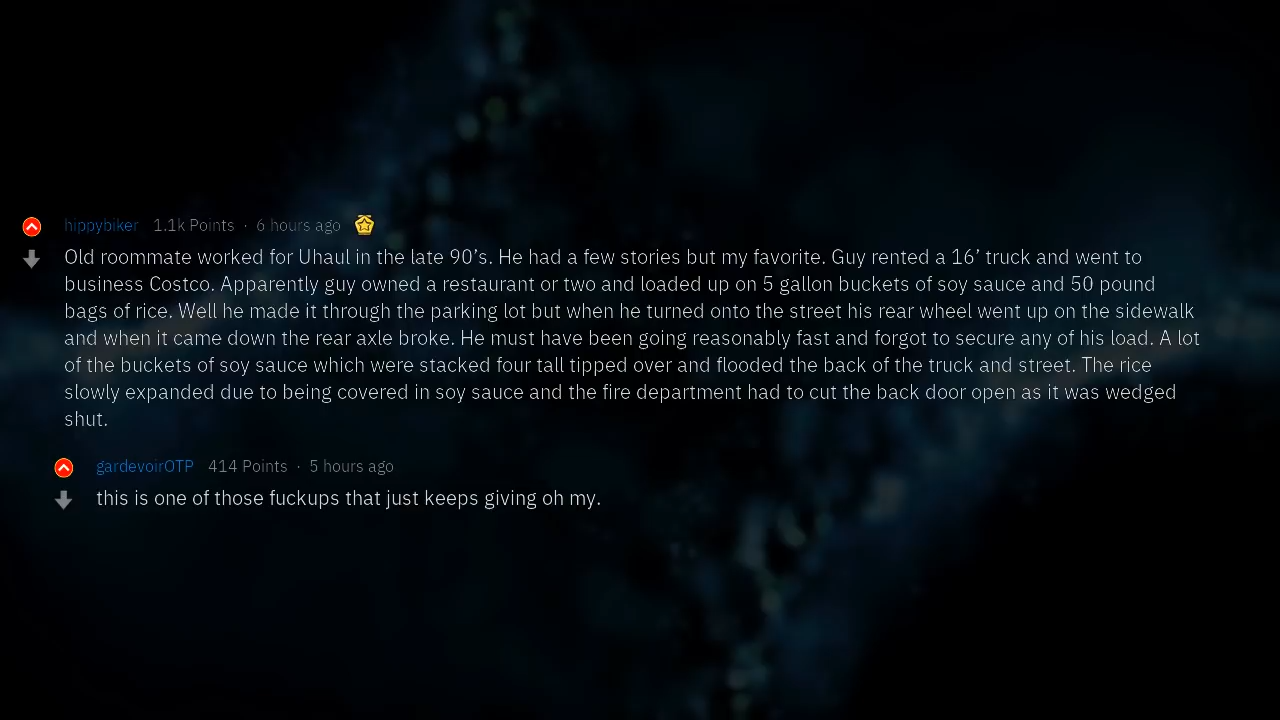 hippybiker 1.1k Points · 6 hours ago
Old roommate worked for Uhaul in the late 90’s. He had a few stories but my favorite. Guy rented a 16’ truck and went to
business Costco. Apparently guy owned a restaurant or two and loaded up on 5 gallon buckets of soy sauce and 50 pound
bags of rice. Well he made it through the parking lot but when he turned onto the street his rear wheel went up on the sidewalk
and when it came down the rear axle broke. He must have been going reasonably fast and forgot to secure any of his load. A lot
of the buckets of soy sauce which were stacked four tall tipped over and flooded the back of the truck and street. The rice
slowly expanded due to being covered in soy sauce and the fire department had to cut the back door open as it was wedged
shut.
gardevoirOTP 414 Points · 5 hours ago
this is one of those fuckups that just keeps giving oh my.